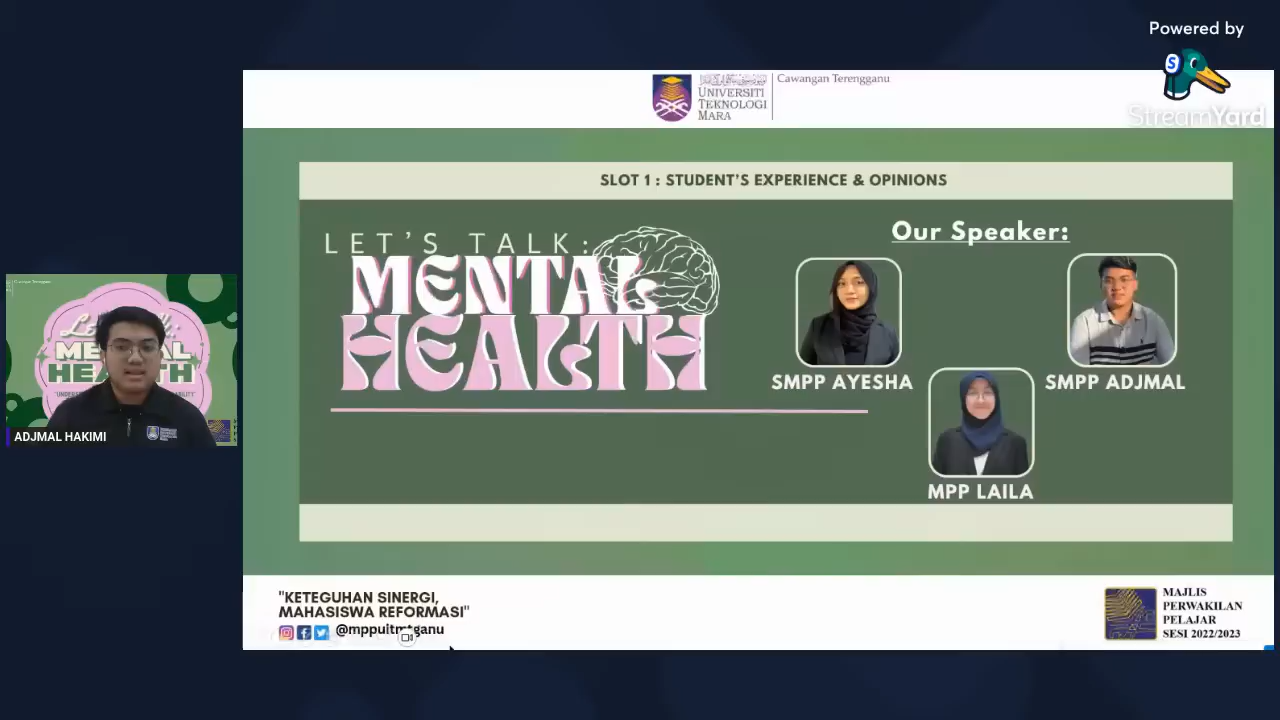 Powered by
StreamYard
UNIVERSITI
TEKNOLOGI
MARA
Cawangan Terengganu
SLOT 1 : STUDENT'S EXPERIENCE & OPINIONS
LET'S TALK:
MENTAL
HEALTH
Our Speaker:
SMPP AYESHA
SMPP ADJMAL
MPP LAILA
ADJMAL HAKIMI
"KETEGUHAN SINERGI,
MAHASISWA REFORMASI"
MAJLIS
PERWAKILAN
PELAJAR
SESI 2022/2023